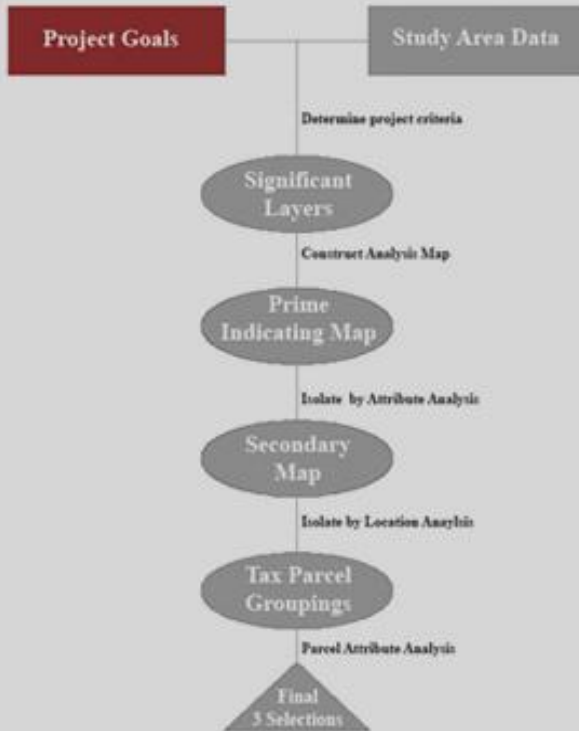 Project Goals
Study Area Data
Determine project criteria
Significant
Layers
Construct Analysis Map
Prime
Indicating Map
Isolate by Attribute Analysis
Secondary
Map
Isolate by Location Anaylsis
Tax Parcel
Groupings
Parcel Attribute Analysis
Final
3 Selections